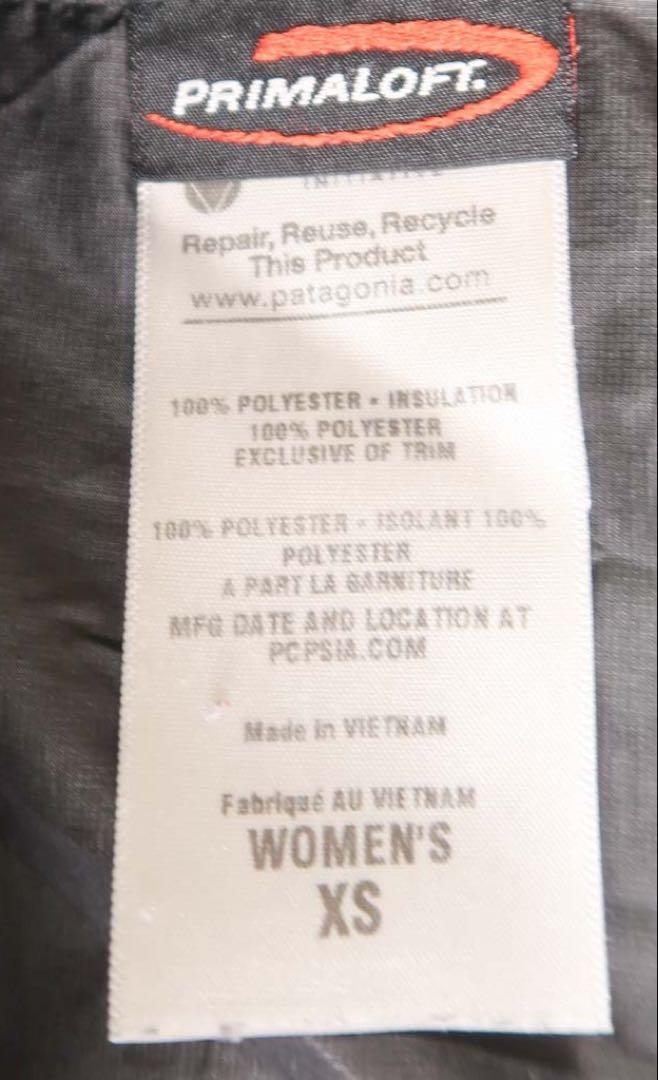 PRIMALOFT.
Repair, Reuse, Recycle
This Product
www.patagonia.com
100% POLYESTER • INSULATION
100% POLYESTER
EXCLUSIVE OF TRIM
100% POLYESTER • ISOLANT 100%
POLYESTER
A PART LA GARNITURE
MFG DATE AND LOCATION AT
PCPSIA.COM
Made in VIETNAM
Fabriqué AU VIETNAM
WOMEN'S
XS